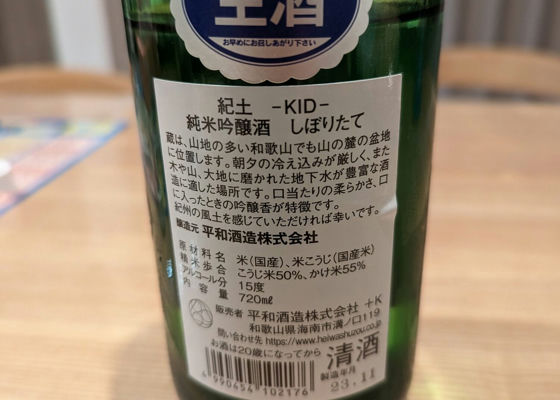 生酒
お早めにお召しあがり下さい
紀土 -KID-
純米吟醸酒 しぼりたて
蔵は、山地の多い和歌山でも山の麓の盆地
に位置します。朝夕の冷え込みが厳しく、また
木や山、大地に磨かれた地下水が豊富な酒
造に適した場所です。口当たりの柔らかさ、口
に入ったときの吟醸香が特徴です。
紀州の風土を感じていただければ幸いです。
醸造元 平和酒造株式会社
原材料名 米(国産)、米こうじ(国産米)
精米歩合 こうじ米50%、かけ米55%
アルコール分 15度
内容量 720mℓ
販売者 平和酒造株式会社 +K
和歌山県海南市溝ノ口119
問い合わせ先 https://www.heiwashuzou.co.jp
お酒は20歳になってから 清酒
4990454102176
製造年月
23.11